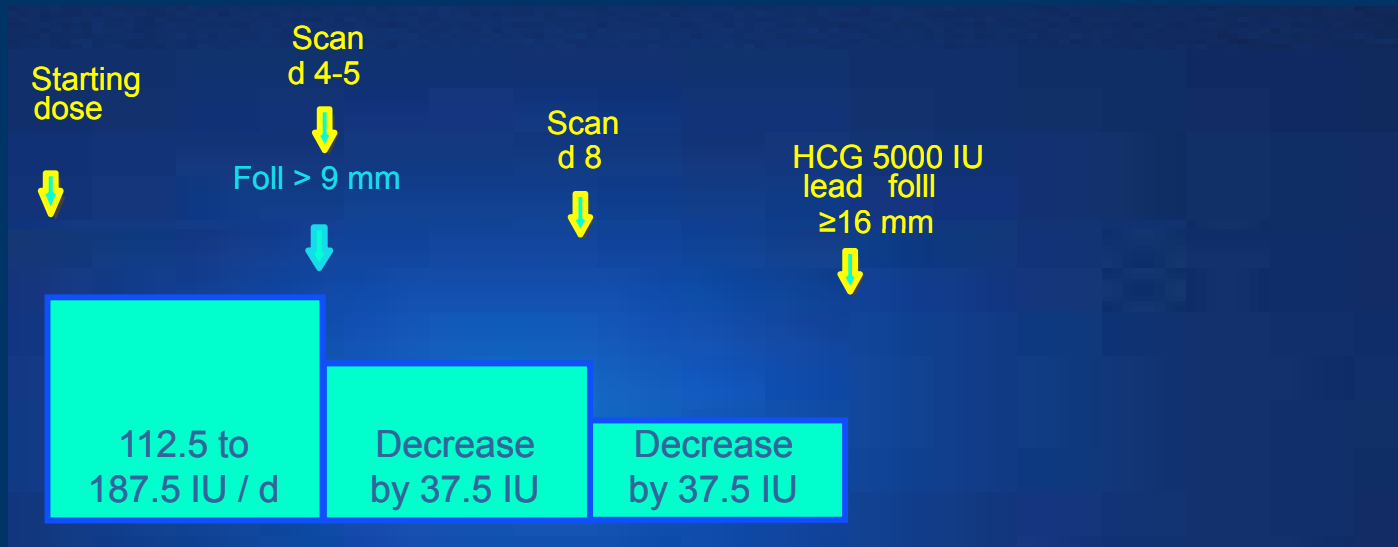 Starting
dose
Scan
d 4-5
Foll > 9 mm
Scan
d 8
HCG 5000 IU
lead folll
≥16 mm
112.5 to
187.5 IU / d
Decrease
by 37.5 IU
Decrease
by 37.5 IU